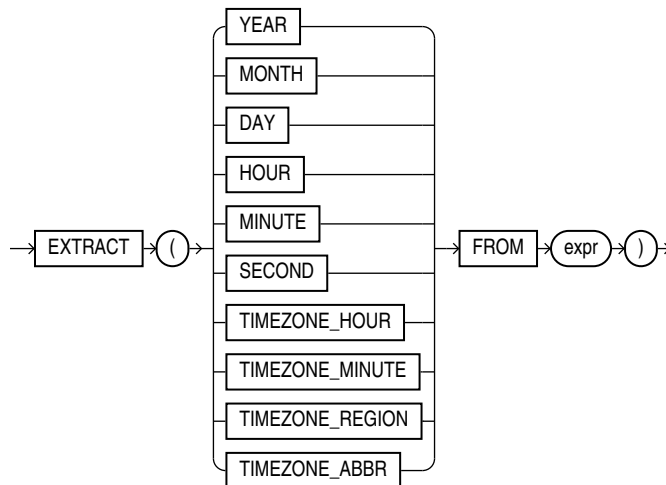 YEAR
MONTH
DAY
HOUR
MINUTE
EXTRACT ( FROM expr )
SECOND
TIMEZONE_HOUR
TIMEZONE_MINUTE
TIMEZONE_REGION
TIMEZONE_ABBR